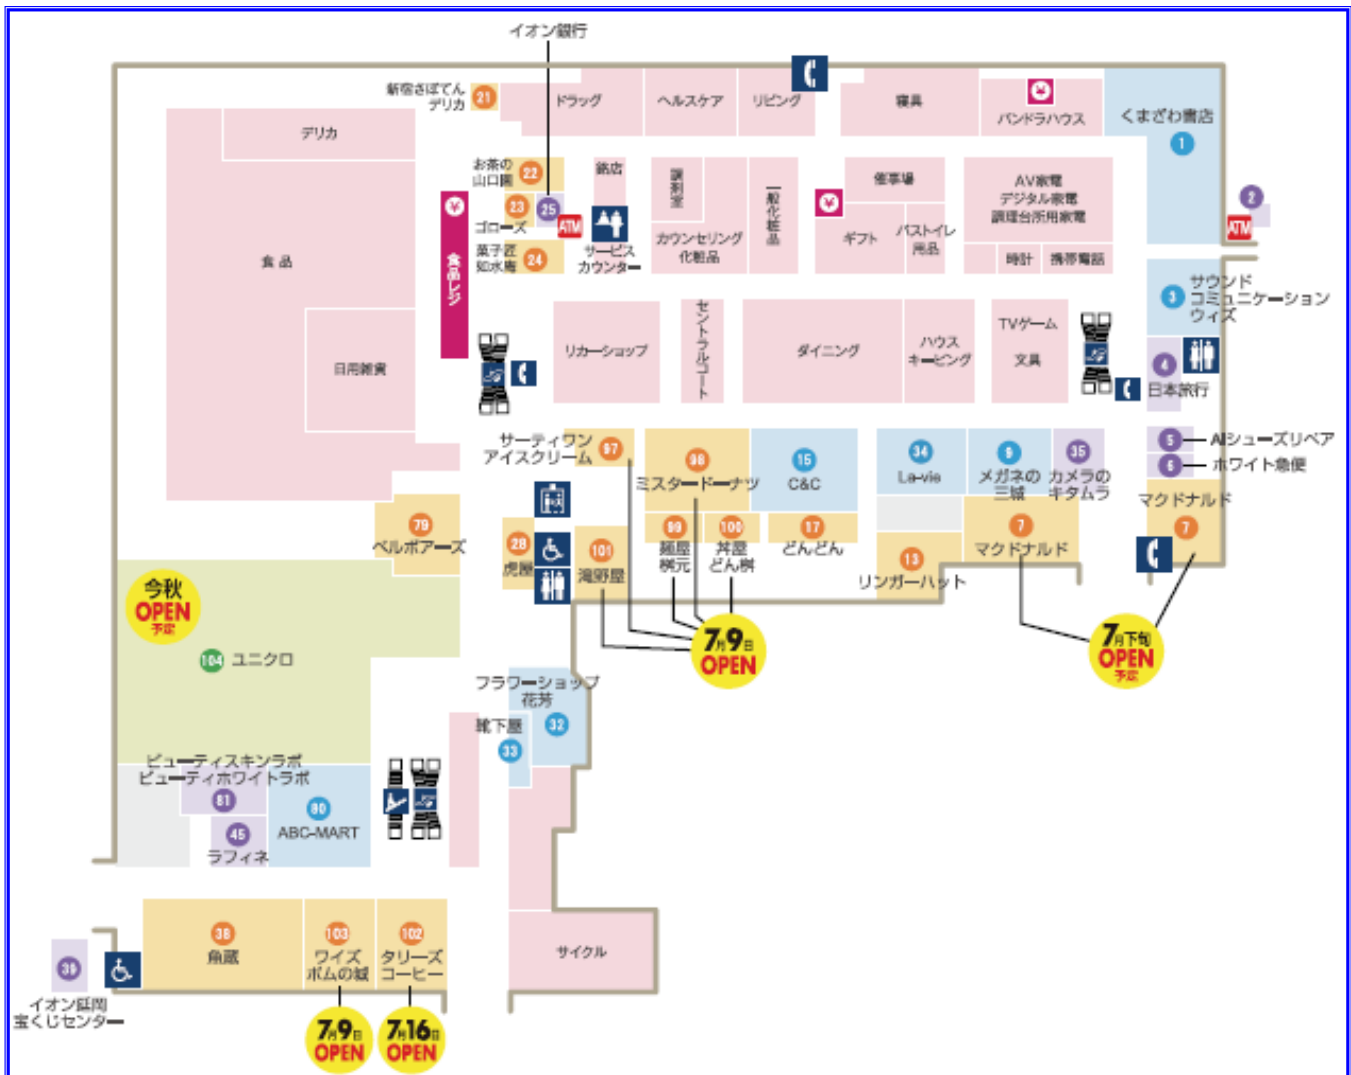 イオン銀行
新宿さぼてん
デリカ
21
ドラッグ
ヘルスケア
リビング
寝具
パンドラハウス
くまざわ書店
1
デリカ
お茶の
山口園
22
銘店
調剤室
一般化粧品
催事場
AV家電
デジタル家電
調理台所用家電
2
ATM
23
25
ゴローズ
ATM
カウンセリング
化粧品
ギフト
バストイレ
用品
菓子匠
如水庵
24
サービス
カウンター
時計
携帯電話
食品
食品レジ
3
サウンド
コミュニケーション
ウィズ
日用雑貨
リカーショップ
セントラルコート
ダイニング
ハウス
キーピング
TVゲーム
文具
4
日本旅行
サーティワン
アイスクリーム
97
98
ミスタードーナツ
15
C&C
34
La-vie
9
メガネの
三城
35
カメラの
キタムラ
5
AIシューズリペア
6
ホワイト急便
79
ベルボアーズ
28
虎屋
101
滝野屋
99
麺屋
桝元
100
丼屋
どん桝
17
どんどん
13
リンガーハット
7
マクドナルド
マクドナルド
7
今秋
OPEN
予定
104 ユニクロ
7月9日
OPEN
7月下旬
OPEN
予定
フラワーショップ
花芳
32
靴下屋
33
ビューティスキンラボ
ビューティホワイトラボ
81
80
ABC-MART
45
ラフィネ
38
魚蔵
103
ワイズ
ボムの城
102
タリーズ
コーヒー
サイクル
39
イオン延岡
宝くじセンター
7月9日
OPEN
7月16日
OPEN